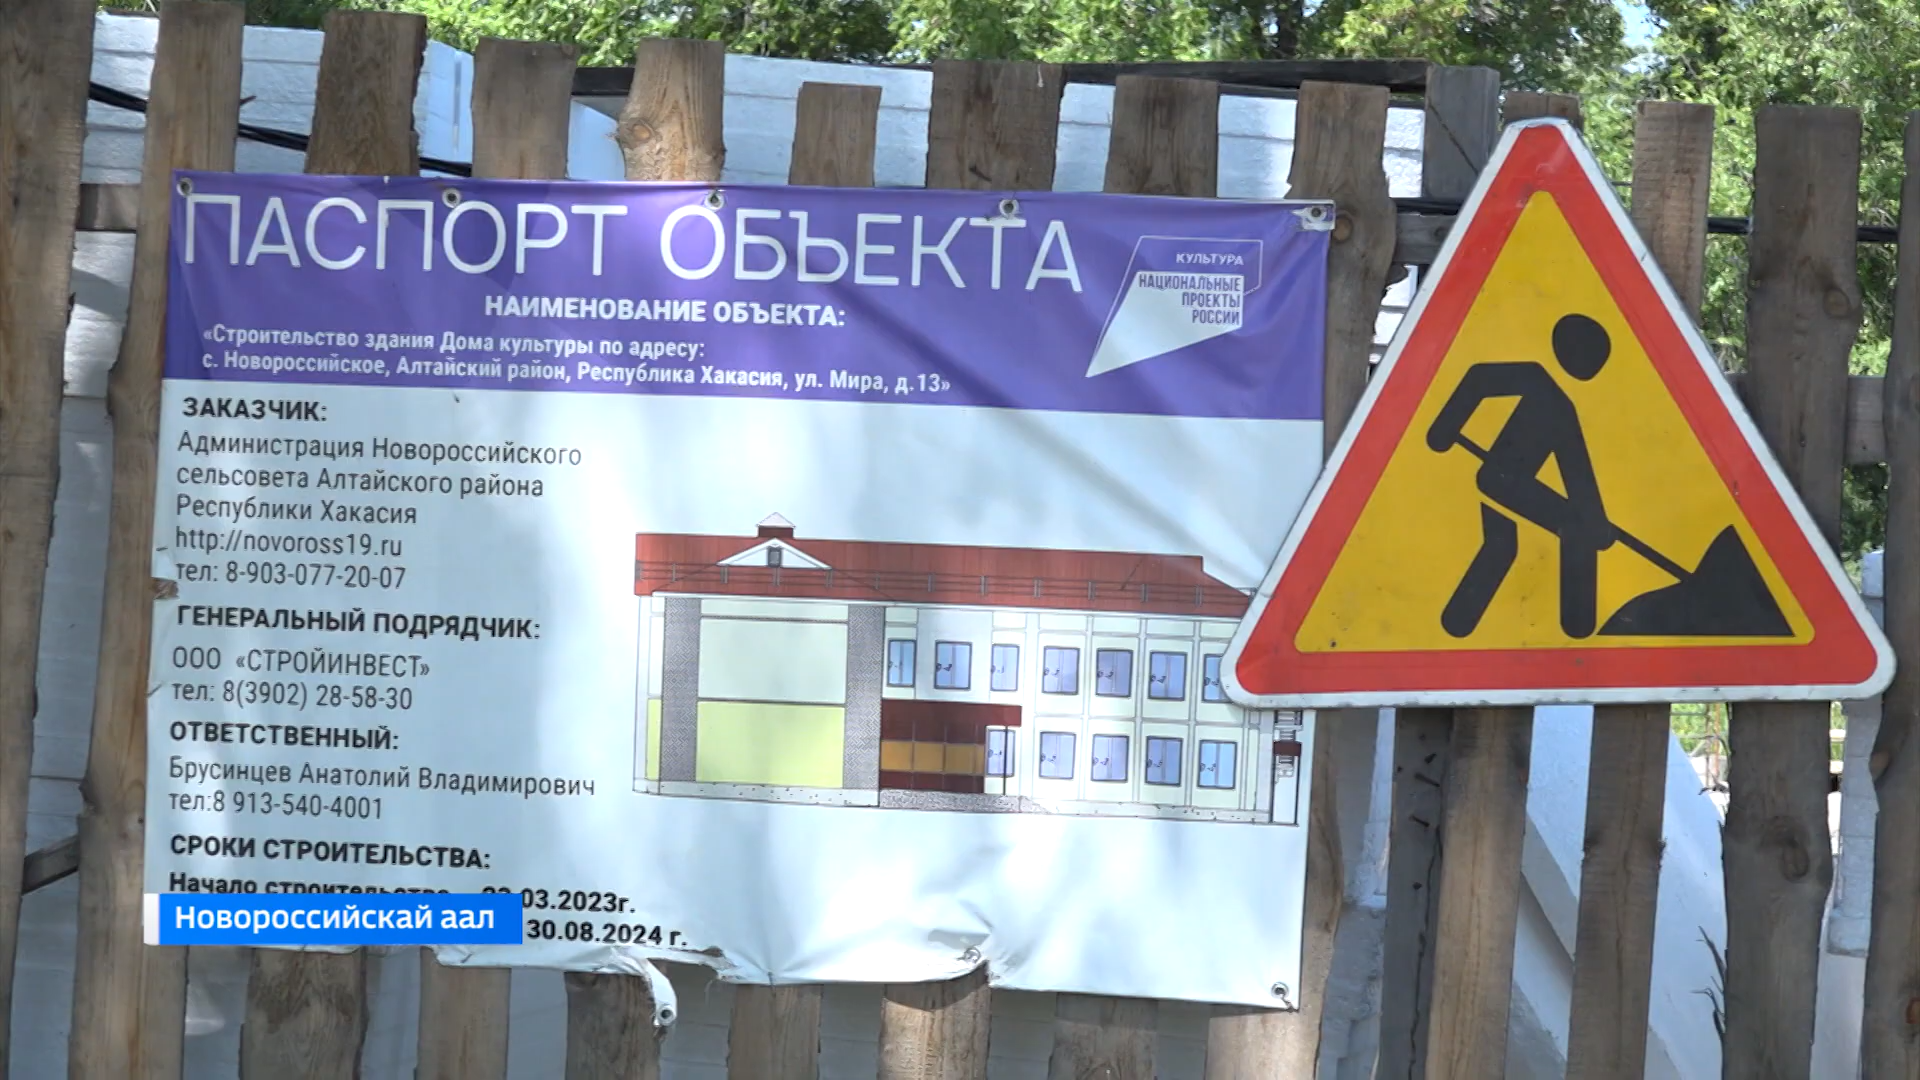 ПАСПОРТ ОБЪЕКТА
КУЛЬТУРА
НАЦИОНАЛЬНЫЕ
ПРОЕКТЫ
РОССИИ
НАИМЕНОВАНИЕ ОБЪЕКТА:
«Строительство здания Дома культуры по адресу:
с. Новороссийское, Алтайский район, Республика Хакасия, ул. Мира, д.13»
ЗАКАЗЧИК:
Администрация Новороссийского
сельсовета Алтайского района
Республики Хакасия
http://novoross19.ru
тел: 8-903-077-20-07
ГЕНЕРАЛЬНЫЙ ПОДРЯДЧИК:
ООО «СТРОЙИНВЕСТ»
тел: 8(3902) 28-58-30
ОТВЕТСТВЕННЫЙ:
Брусинцев Анатолий Владимирович
тел:8 913-540-4001
СРОКИ СТРОИТЕЛЬСТВА:
Начало строительства – 03.2023г.
30.08.2024 г.
Новороссийскай аал